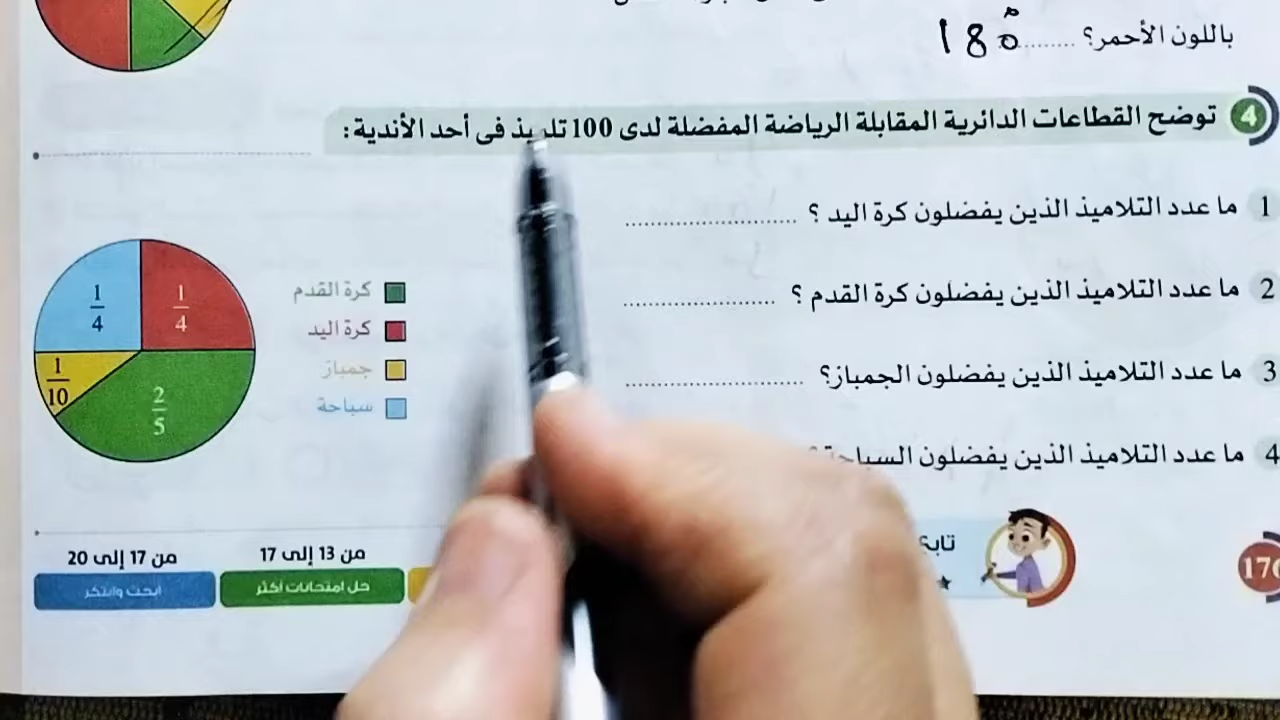 باللون الأحمر؟ .......... 180°
4 توضح القطاعات الدائرية المقابلة الرياضة المفضلة لدى 100 تلميذ فى أحد الأندية:
1 ما عدد التلاميذ الذين يفضلون كرة اليد ؟ ..........................
2 ما عدد التلاميذ الذين يفضلون كرة القدم ؟ ..........................
3 ما عدد التلاميذ الذين يفضلون الجمباز؟ ..........................
4 ما عدد التلاميذ الذين يفضلون السباحة؟
كرة القدم
كرة اليد
جمباز
سباحة
1/4
1/4
1/10
2/5
من 13 إلى 17
من 17 إلى 20
حل امتحانات أكثر
ابحث وابتكر